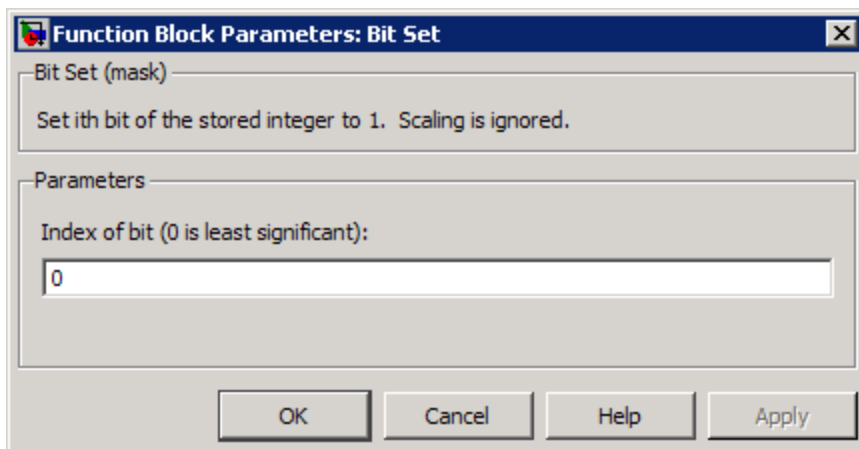 Function Block Parameters: Bit Set
Bit Set (mask)
Set ith bit of the stored integer to 1.  Scaling is ignored.
Parameters
Index of bit (0 is least significant):
0
OK Cancel Help Apply